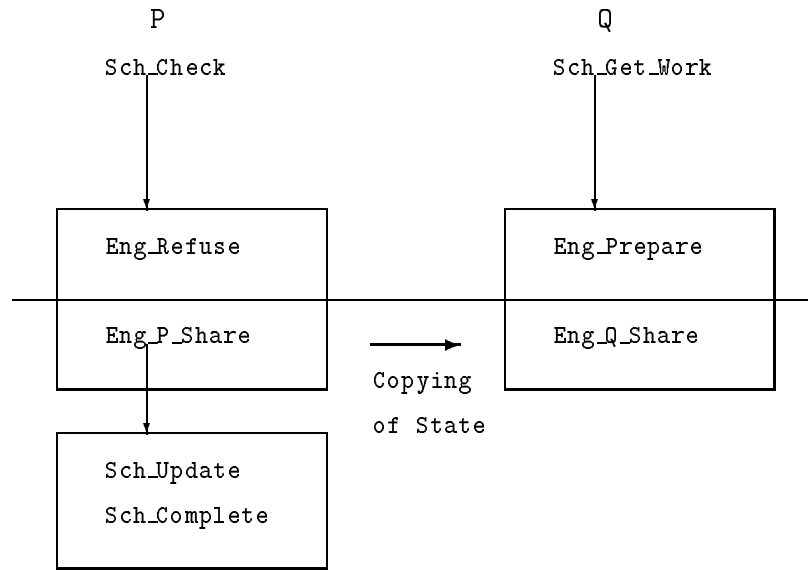 P Q
Sch_Check Sch_Get_Work
Eng_Refuse Eng_Prepare
Eng_P_Share Eng_Q_Share
Copying
of State
Sch_Update
Sch_Complete